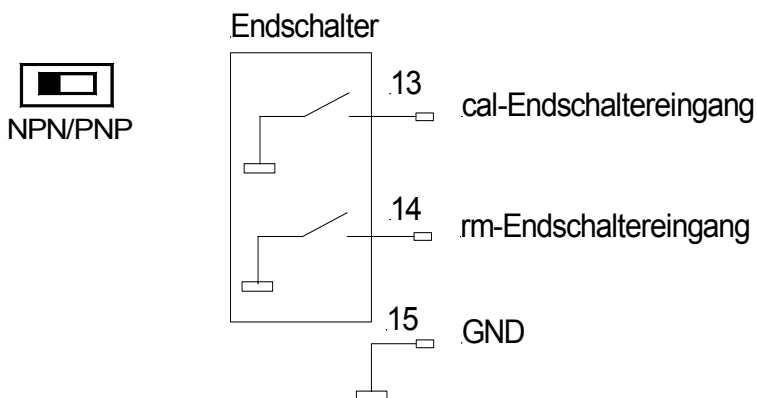 Endschalter
NPN/PNP
13
cal-Endschaltereingang
14
rm-Endschaltereingang
15
GND